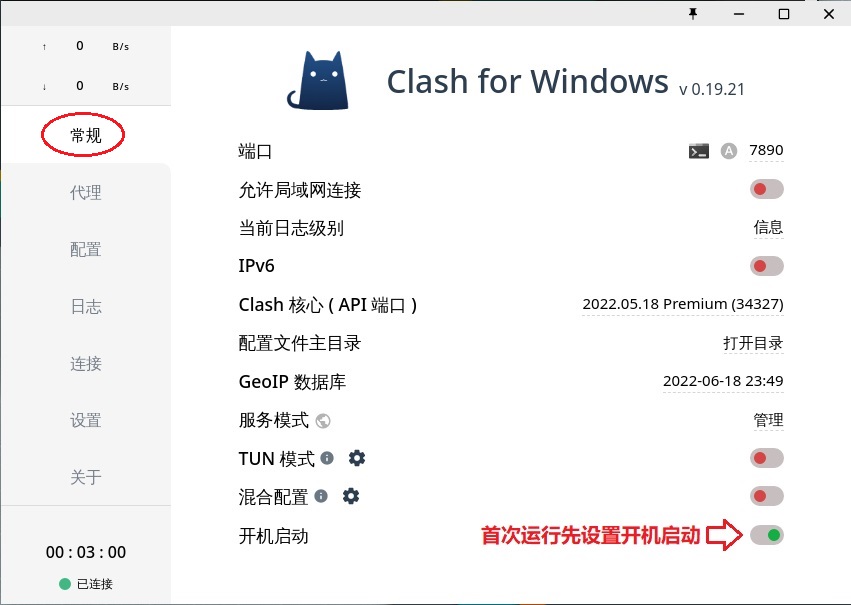 ↑ 0 B/s
↓ 0 B/s
常规
代理
配置
日志
连接
设置
关于
00 : 03 : 00
已连接
Clash for Windows v 0.19.21
端口 A 7890
允许局域网连接
当前日志级别 信息
IPv6
Clash 核心 ( API 端口 ) 2022.05.18 Premium (34327)
配置文件主目录 打开目录
GeoIP 数据库 2022-06-18 23:49
服务模式 管理
TUN 模式
混合配置
开机启动 首次运行先设置开机启动